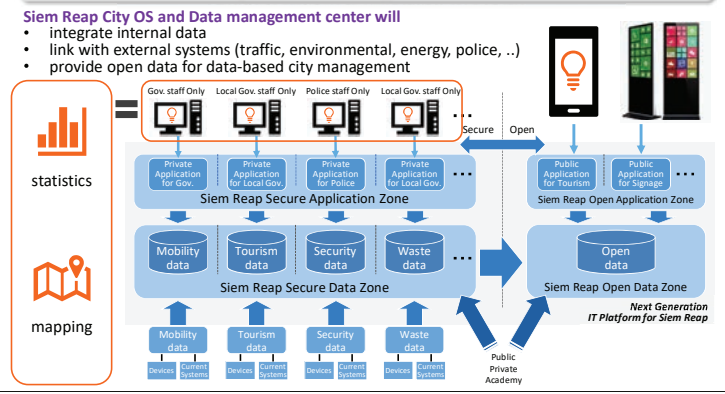 Siem Reap City OS and Data management center will
• integrate internal data
• link with external systems (traffic, environmental, energy, police, ..)
• provide open data for data-based city management
statistics
mapping
=
Gov. staff Only
Local Gov. staff Only
Police staff Only
Local Gov. staff Only
...
Secure
Open
Private
Application
for Gov.
Private
Application
for Local Gov.
Private
Application
for Police
Private
Application
for Local Gov.
...
Siem Reap Secure Application Zone
Public
Application
for Tourism
Public
Application
for Signage
...
Siem Reap Open Application Zone
Mobility
data
Tourism
data
Security
data
Waste
data
...
Siem Reap Secure Data Zone
Open
data
Siem Reap Open Data Zone
Next Generation
IT Platform for Siem Reap
Mobility
data
Tourism
data
Security
data
Waste
data
Devices
Current
Systems
Devices
Current
Systems
Devices
Current
Systems
Devices
Current
Systems
Public
Private
Academy